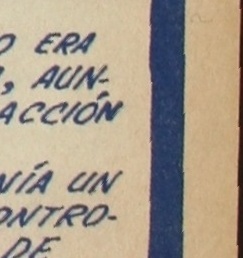 O ERA
, AUN-
ACCIÓN
NÍA UN
ONTRO-
DE